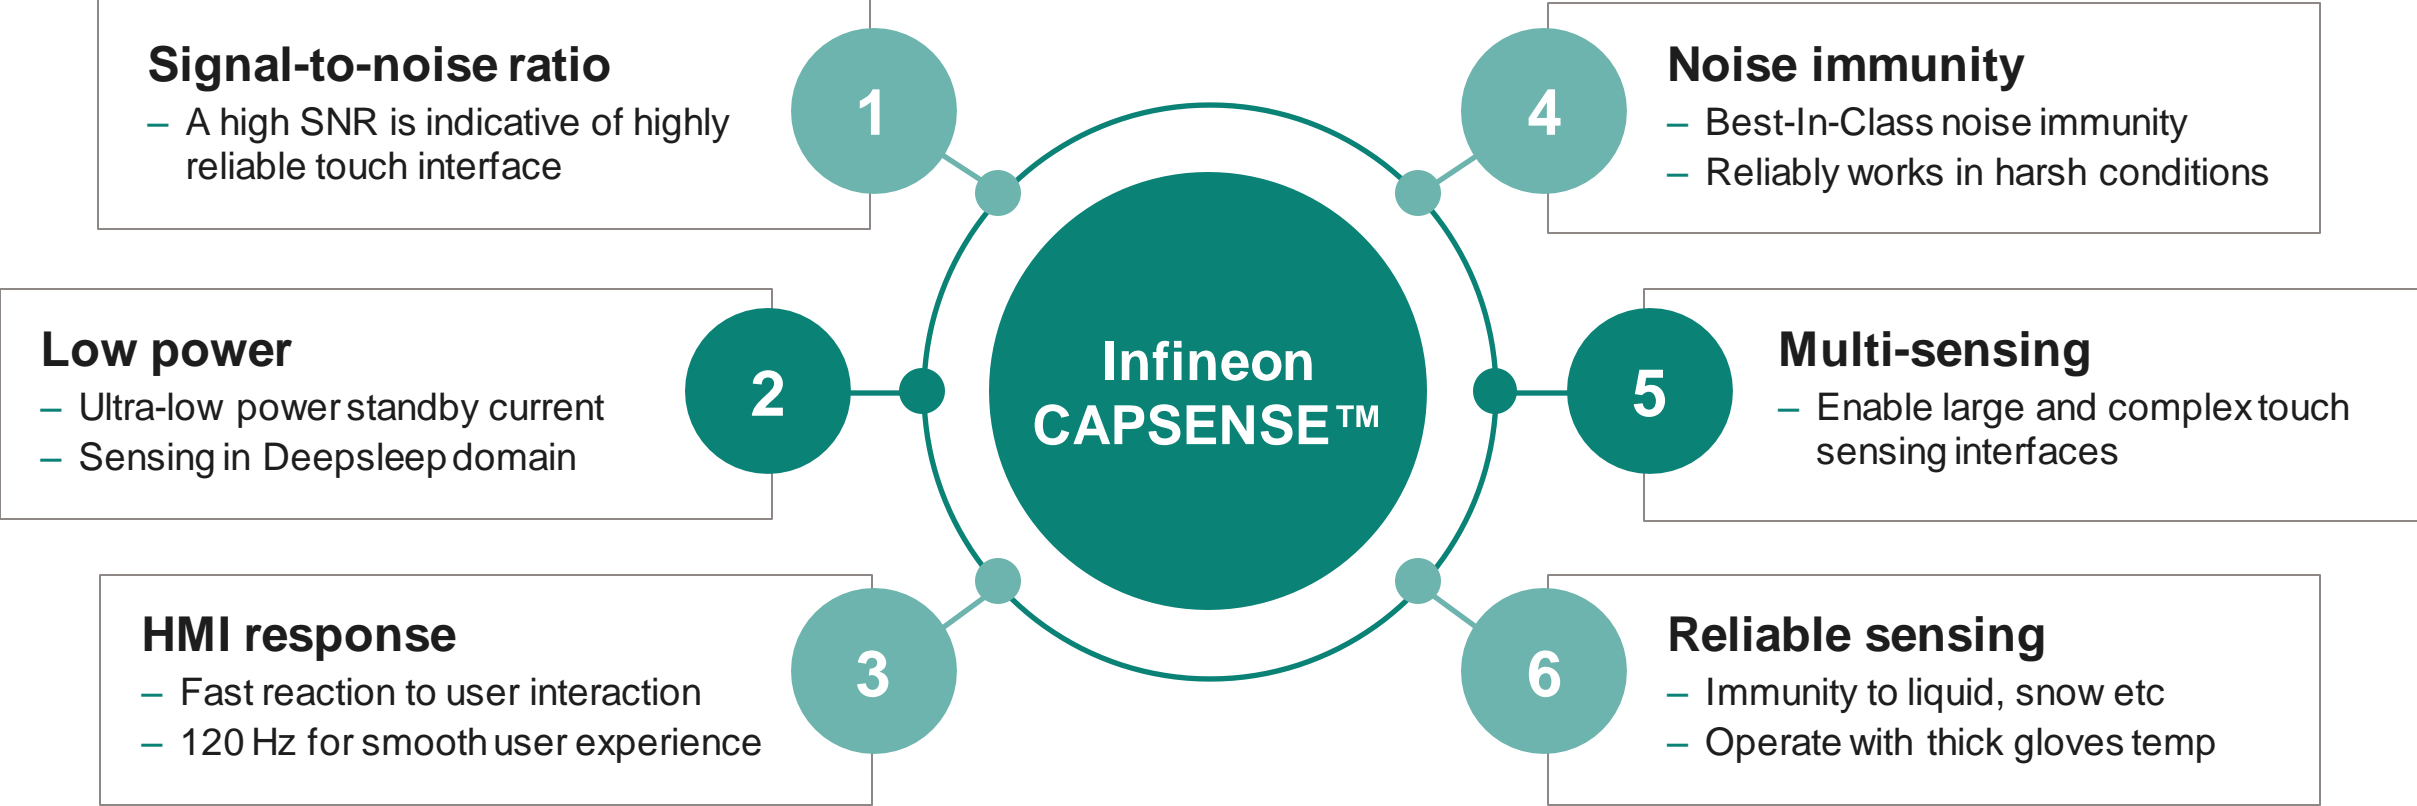 Signal-to-noise ratio
– A high SNR is indicative of highly
reliable touch interface
1
Low power
– Ultra-low power standby current
– Sensing in Deepsleep domain
2
HMI response
– Fast reaction to user interaction
– 120 Hz for smooth user experience
3
Infineon
CAPSENSE™
4
Noise immunity
– Best-In-Class noise immunity
– Reliably works in harsh conditions
5
Multi-sensing
– Enable large and complex touch
sensing interfaces
6
Reliable sensing
– Immunity to liquid, snow etc
– Operate with thick gloves temp